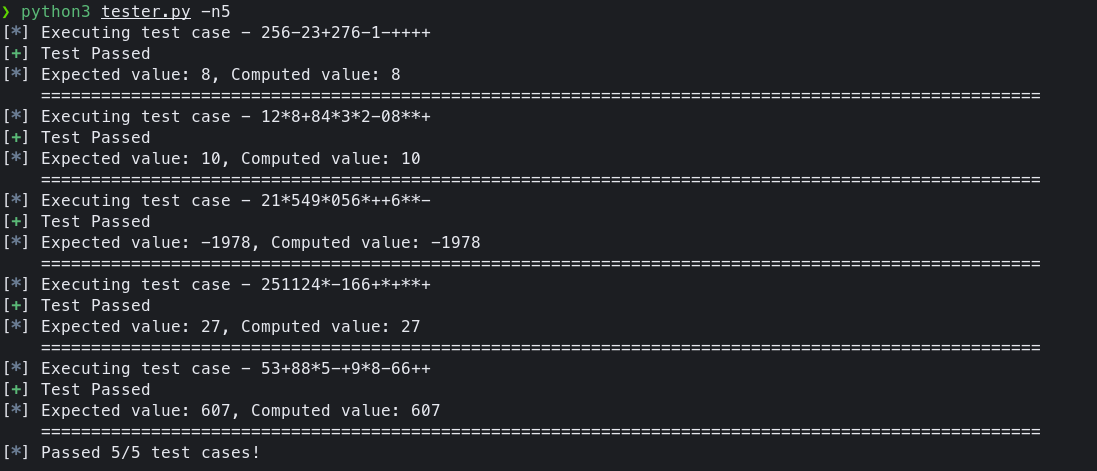 ❯ python3 tester.py -n5
[*] Executing test case - 256-23+276-1-++++
[+] Test Passed
[*] Expected value: 8, Computed value: 8
====================================================================================================
[*] Executing test case - 12*8+84*3*2-08**+
[+] Test Passed
[*] Expected value: 10, Computed value: 10
====================================================================================================
[*] Executing test case - 21*549*056*++6**-
[+] Test Passed
[*] Expected value: -1978, Computed value: -1978
====================================================================================================
[*] Executing test case - 251124*-166+*+**+
[+] Test Passed
[*] Expected value: 27, Computed value: 27
====================================================================================================
[*] Executing test case - 53+88*5-+9*8-66++
[+] Test Passed
[*] Expected value: 607, Computed value: 607
====================================================================================================
[*] Passed 5/5 test cases!